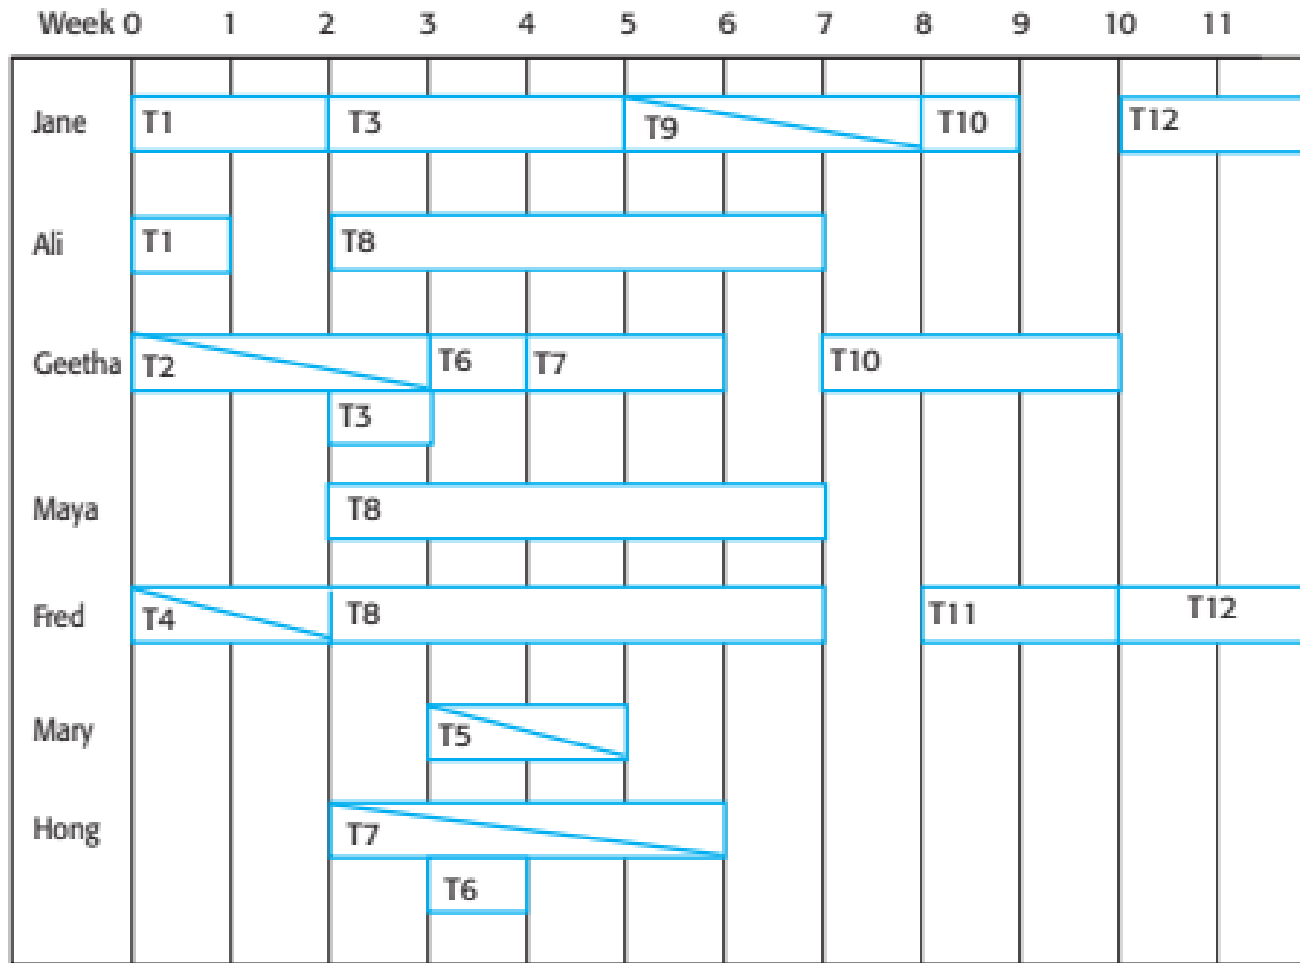 Week 0 1 2 3 4 5 6 7 8 9 10 11
Jane T1 T3 T9 T10 T12
Ali T1 T8
Geetha T2 T6 T7 T10
T3
Maya T8
Fred T4 T8 T11 T12
Mary T5
Hong T7
T6